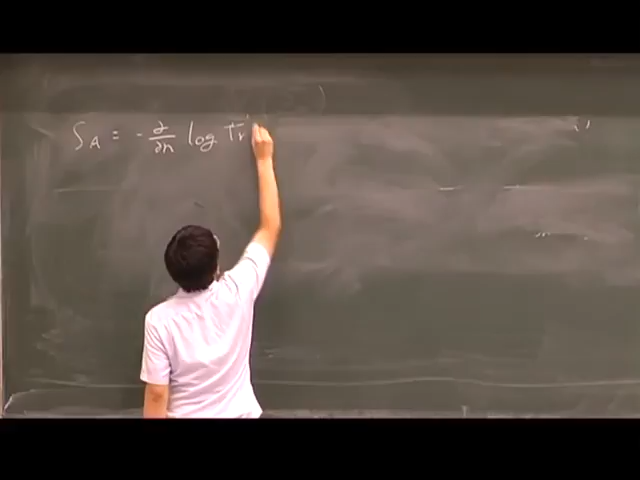 S_A = - ∂/∂n log Tr